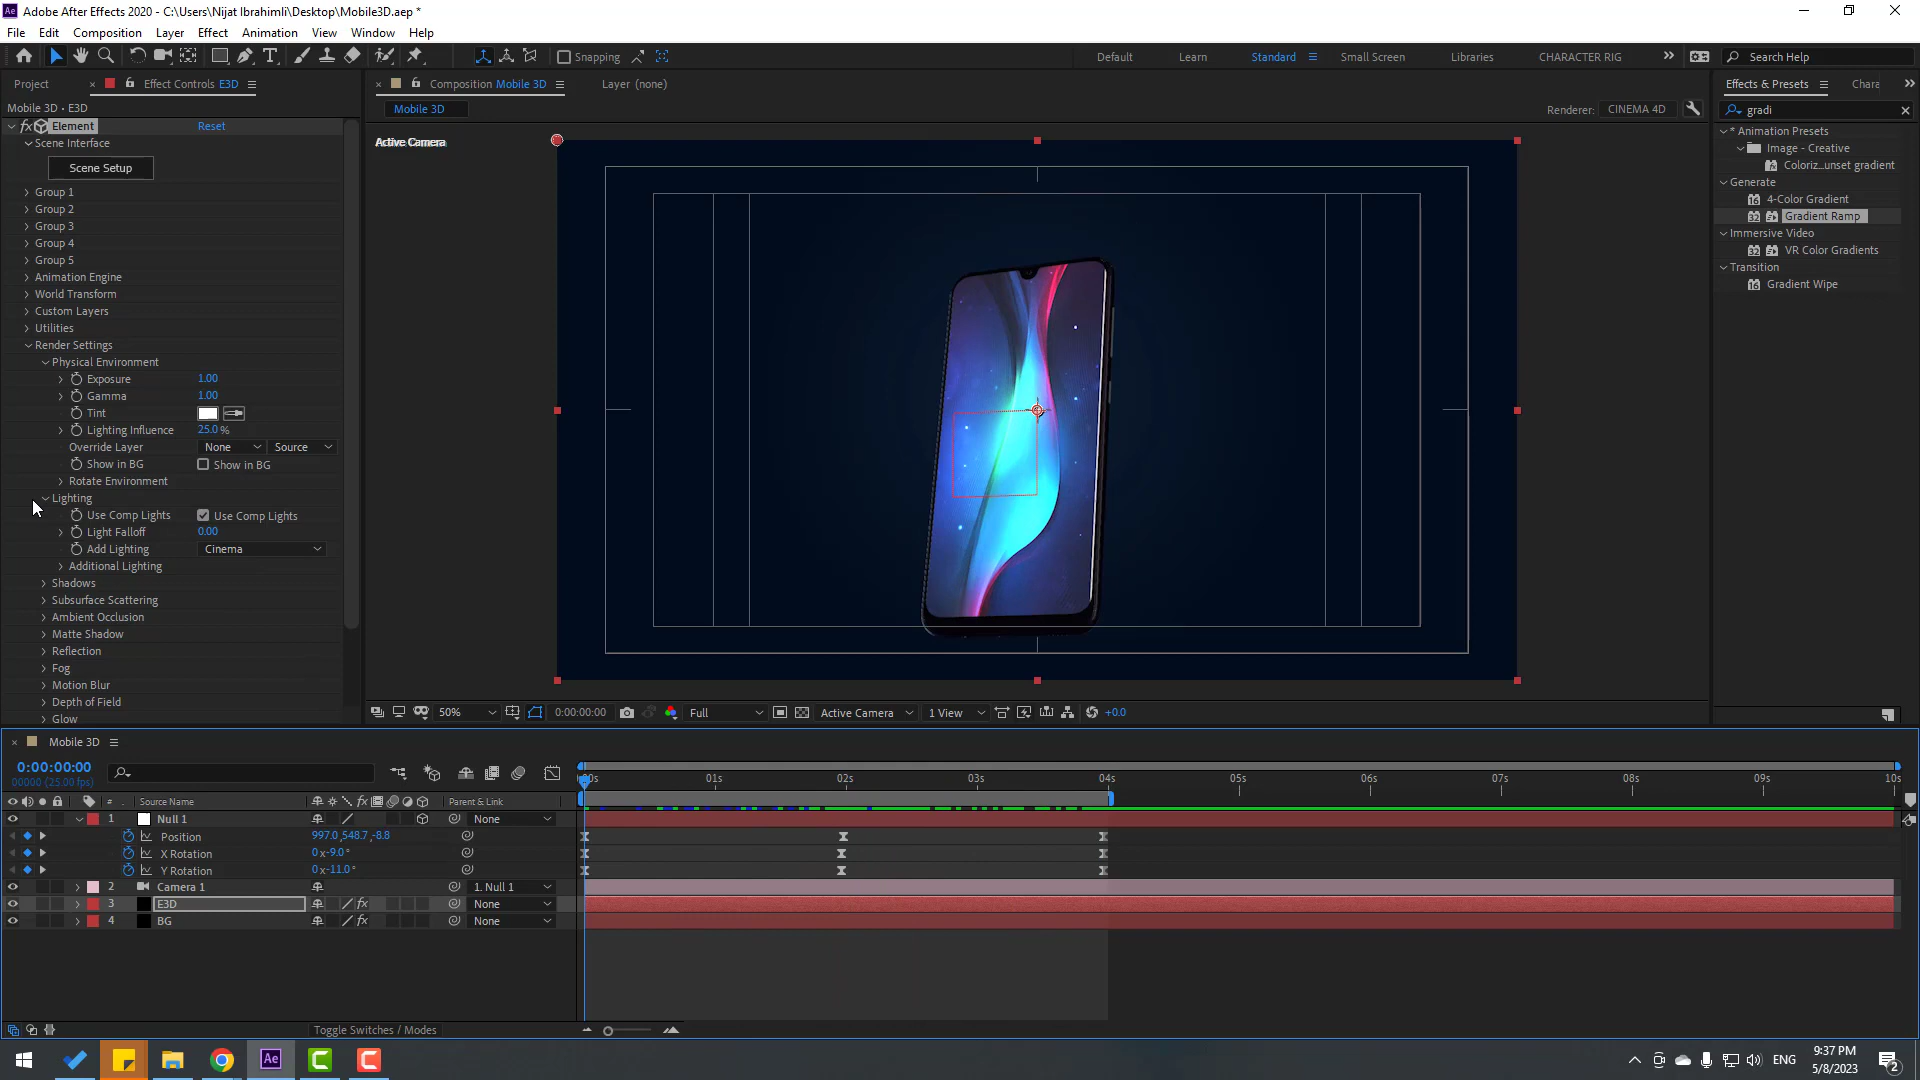 Adobe After Effects 2020 - C:\Users\Nijat Ibrahimli\Desktop\Mobile3D.aep *
File Edit Composition Layer Effect Animation View Window Help
Snapping Default Learn Standard Small Screen Libraries CHARACTER RIG Search Help
Project Effect Controls E3D Composition Mobile 3D Layer (none) Effects & Presets Chara
Mobile 3D • E3D Mobile 3D Renderer: CINEMA 4D gradi
Element Reset
Scene Interface Active Camera
Scene Setup
Group 1
Group 2
Group 3
Group 4
Group 5
Animation Engine
World Transform
Custom Layers
Utilities
Render Settings
Physical Environment
Exposure 1.00
Gamma 1.00
Tint
Lighting Influence 25.0 %
Override Layer None Source
Show in BG Show in BG
Rotate Environment
Lighting
Use Comp Lights Use Comp Lights
Light Falloff 0.00
Add Lighting Cinema
Additional Lighting
Shadows
Subsurface Scattering
Ambient Occlusion
Matte Shadow
Reflection
Fog
Motion Blur
Depth of Field
Glow
* Animation Presets
Image - Creative
Coloriz...unset gradient
Generate
4-Color Gradient
Gradient Ramp
Immersive Video
VR Color Gradients
Transition
Gradient Wipe
50% 0:00:00:00 Full Active Camera 1 View +0.0
Mobile 3D
0:00:00:00
00000 (25.00 fps)
:00s 01s 02s 03s 04s 05s 06s 07s 08s 09s 10s
# Source Name Parent & Link
1 Null 1 None
Position 997.0,548.7,-8.8
X Rotation 0x-9.0°
Y Rotation 0x-11.0°
2 Camera 1 1. Null 1
3 E3D None
4 BG None
Toggle Switches / Modes
ENG 9:37 PM
5/8/2023 2